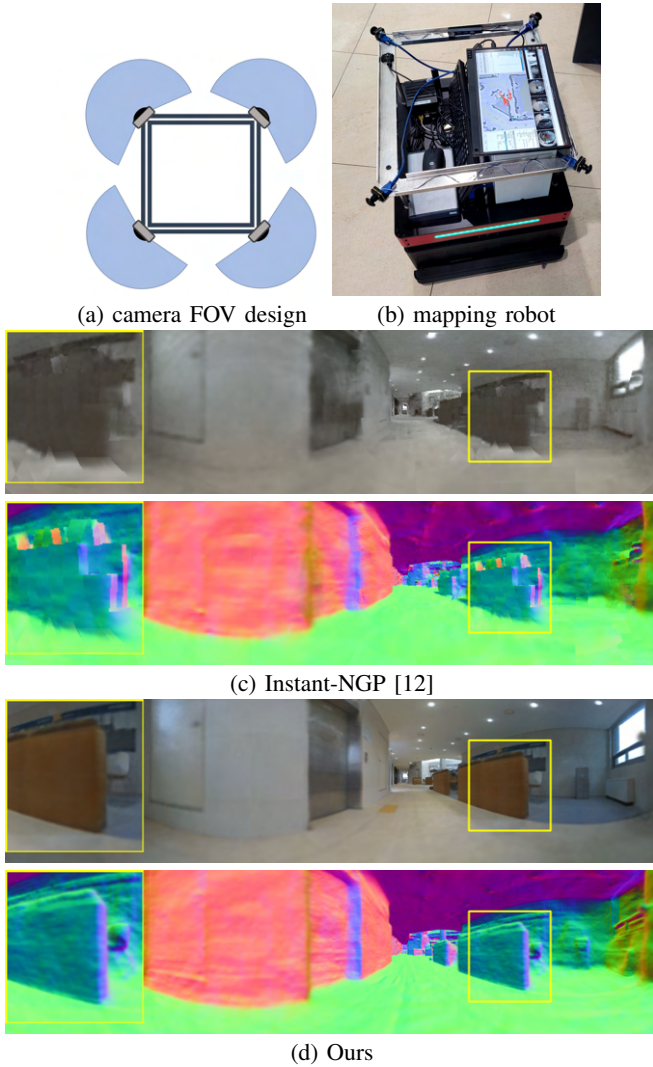 (a) camera FOV design
(b) mapping robot
(c) Instant-NGP [12]
(d) Ours